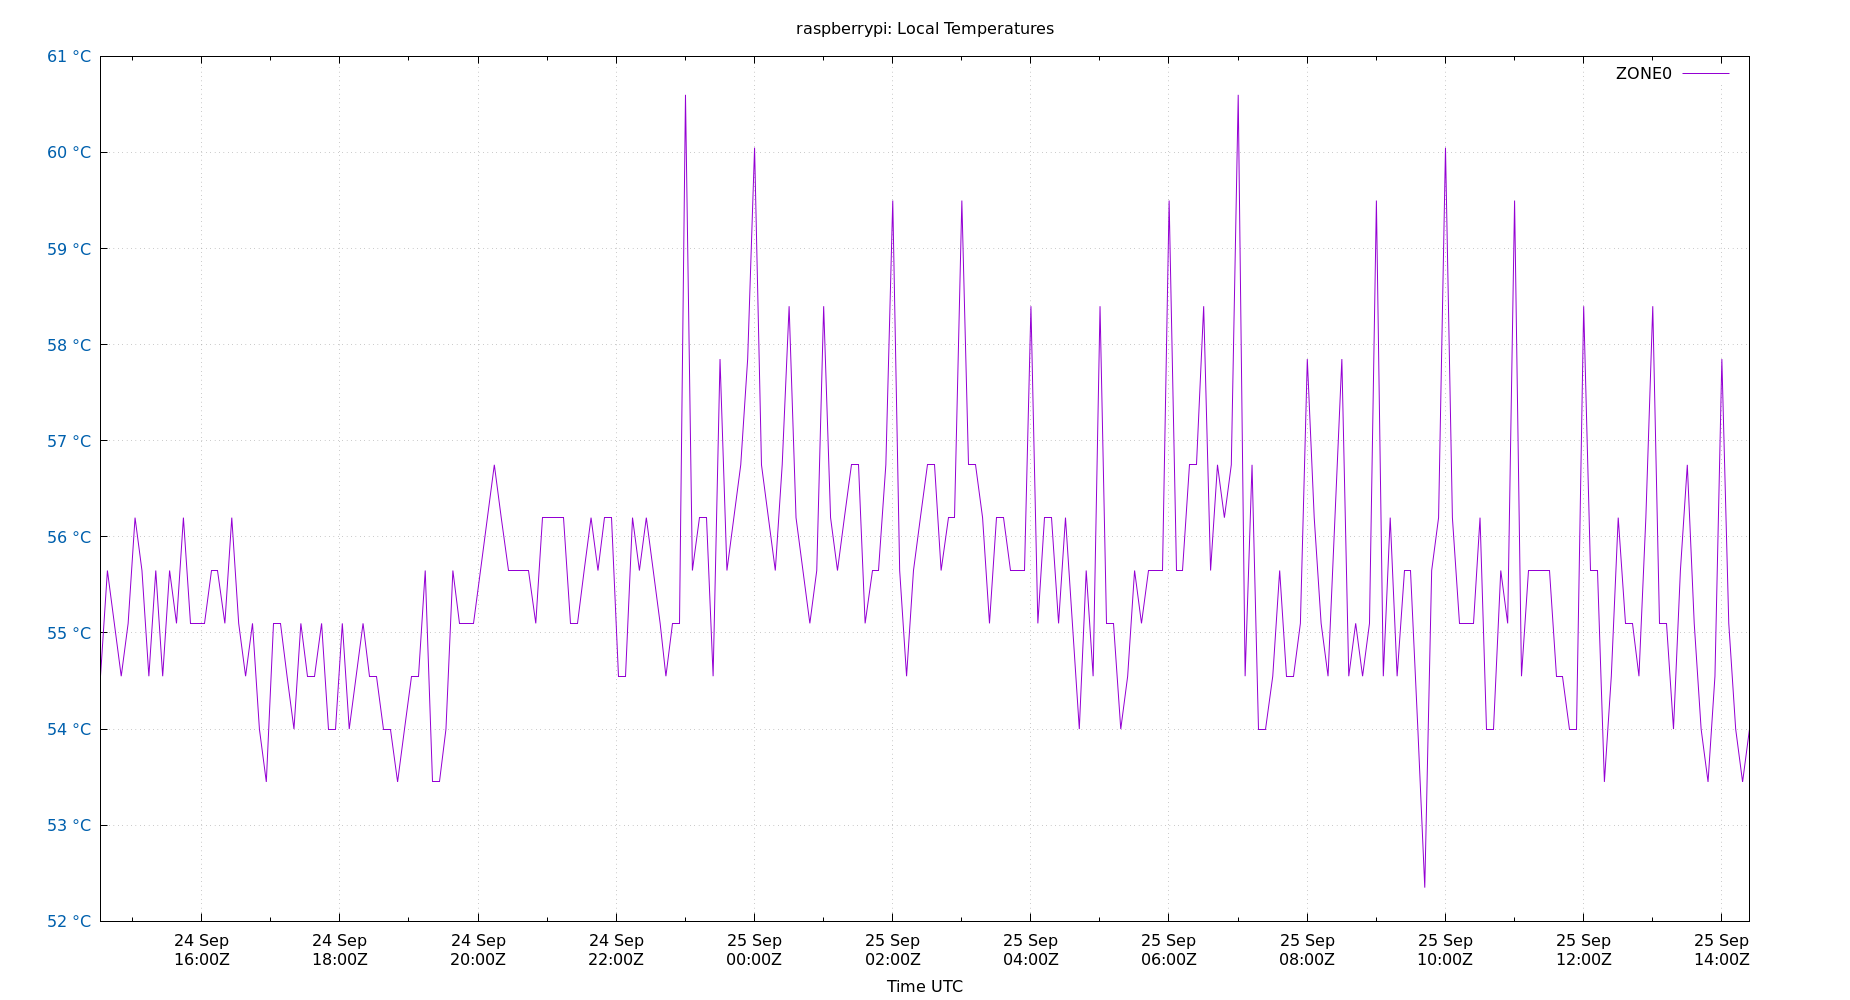 raspberrypi: Local Temperatures
61 °C
ZONE0
60 °C
59 °C
58 °C
57 °C
56 °C
55 °C
54 °C
53 °C
52 °C
24 Sep 24 Sep 24 Sep 24 Sep 25 Sep 25 Sep 25 Sep 25 Sep 25 Sep 25 Sep 25 Sep 25 Sep
16:00Z 18:00Z 20:00Z 22:00Z 00:00Z 02:00Z 04:00Z 06:00Z 08:00Z 10:00Z 12:00Z 14:00Z
Time UTC